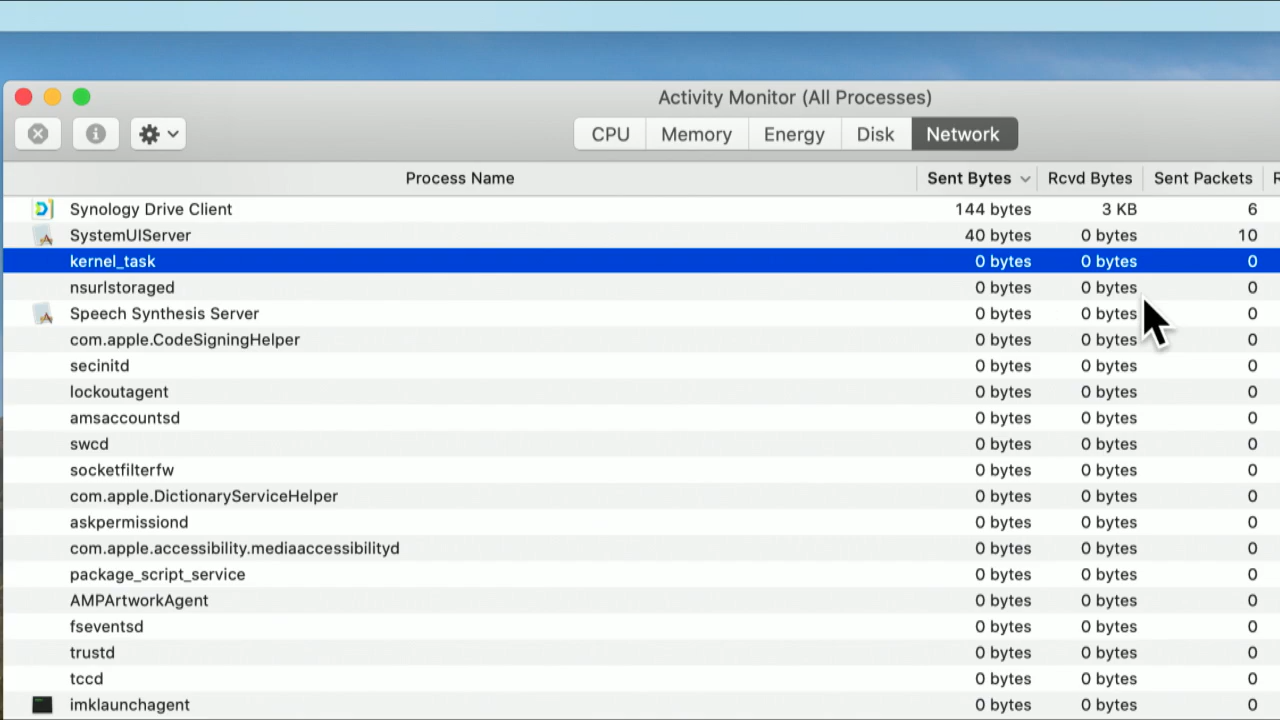 Activity Monitor (All Processes)
CPU Memory Energy Disk Network
Process Name Sent Bytes Rcvd Bytes Sent Packets R
Synology Drive Client 144 bytes 3 KB 6
SystemUIServer 40 bytes 0 bytes 10
kernel_task 0 bytes 0 bytes 0
nsurlstoraged 0 bytes 0 bytes 0
Speech Synthesis Server 0 bytes 0 bytes 0
com.apple.CodeSigningHelper 0 bytes 0 bytes 0
secinitd 0 bytes 0 bytes 0
lockoutagent 0 bytes 0 bytes 0
amsaccountsd 0 bytes 0 bytes 0
swcd 0 bytes 0 bytes 0
socketfilterfw 0 bytes 0 bytes 0
com.apple.DictionaryServiceHelper 0 bytes 0 bytes 0
askpermissiond 0 bytes 0 bytes 0
com.apple.accessibility.mediaaccessibilityd 0 bytes 0 bytes 0
package_script_service 0 bytes 0 bytes 0
AMPArtworkAgent 0 bytes 0 bytes 0
fseventsd 0 bytes 0 bytes 0
trustd 0 bytes 0 bytes 0
tccd 0 bytes 0 bytes 0
imklaunchagent 0 bytes 0 bytes 0